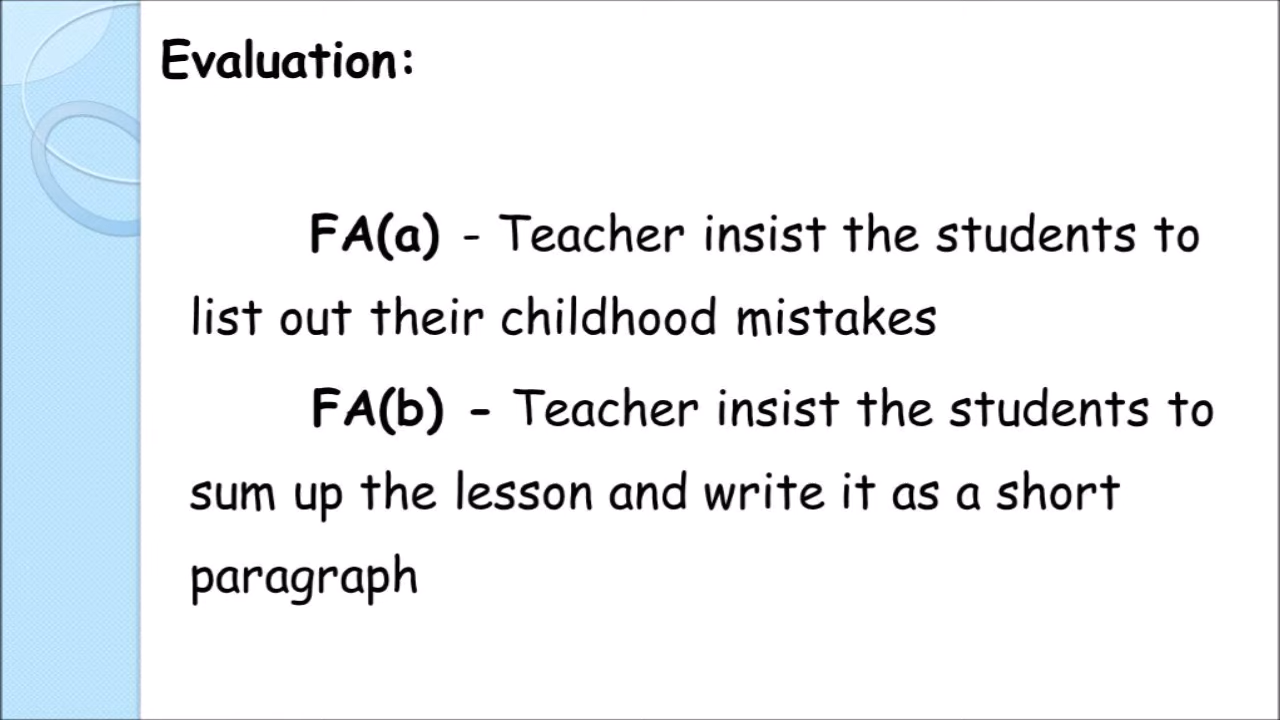 Evaluation:
FA(a) - Teacher insist the students to
list out their childhood mistakes
FA(b) - Teacher insist the students to
sum up the lesson and write it as a short
paragraph